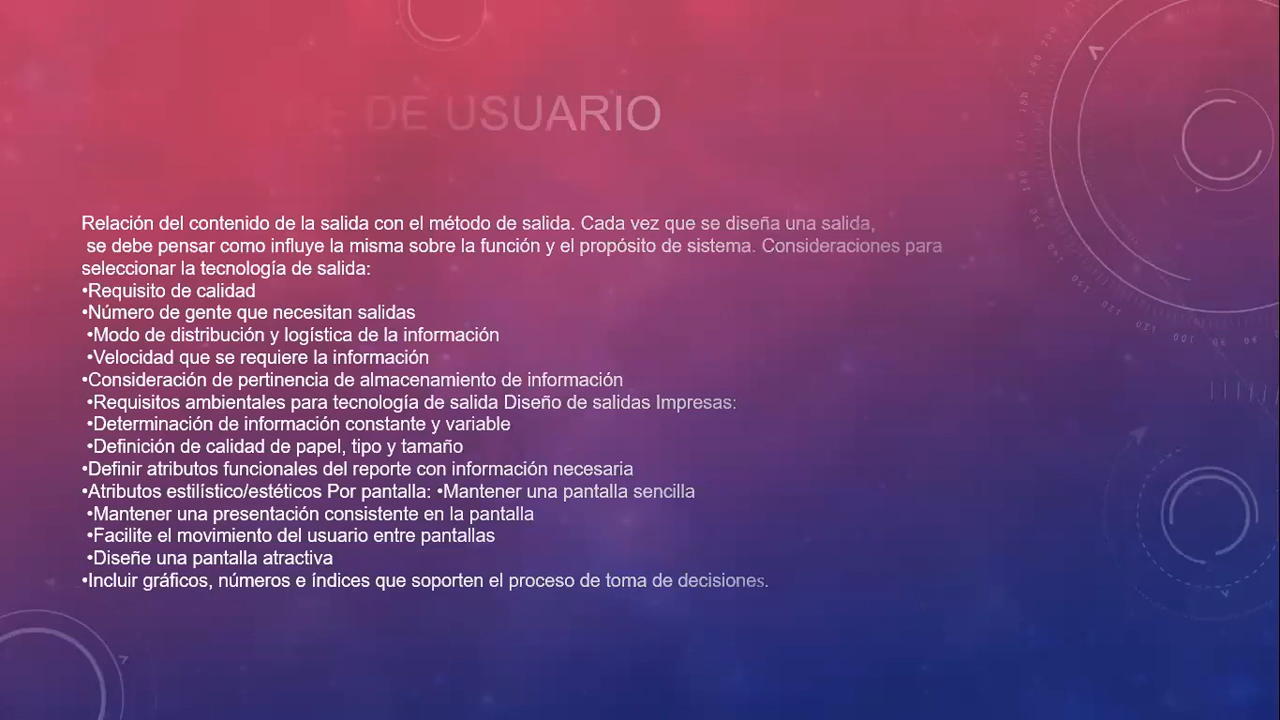 DE USUARIO
Relación del contenido de la salida con el método de salida. Cada vez que se diseña una salida,
se debe pensar como influye la misma sobre la función y el propósito de sistema. Consideraciones para
seleccionar la tecnología de salida:
•Requisito de calidad
•Número de gente que necesitan salidas
•Modo de distribución y logística de la información
•Velocidad que se requiere la información
•Consideración de pertinencia de almacenamiento de información
•Requisitos ambientales para tecnología de salida Diseño de salidas Impresas:
•Determinación de información constante y variable
•Definición de calidad de papel, tipo y tamaño
•Definir atributos funcionales del reporte con información necesaria
•Atributos estilístico/estéticos Por pantalla: •Mantener una pantalla sencilla
•Mantener una presentación consistente en la pantalla
•Facilite el movimiento del usuario entre pantallas
•Diseñe una pantalla atractiva
•Incluir gráficos, números e índices que soporten el proceso de toma de decisiones.